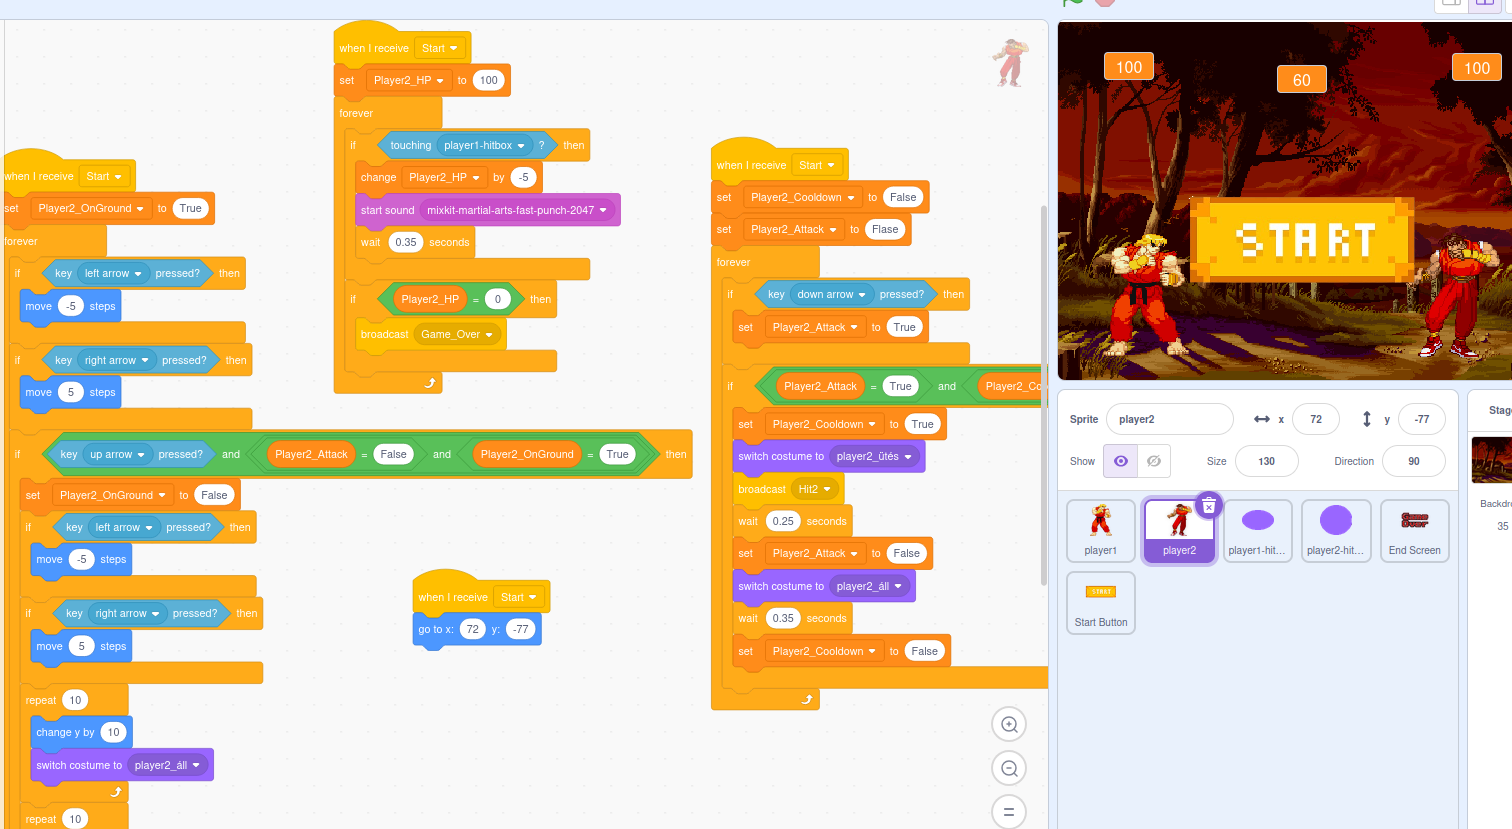 when I receive Start
set Player2_OnGround to True
forever
if key left arrow pressed? then
move -5 steps
if key right arrow pressed? then
move 5 steps
if key up arrow pressed? and Player2_Attack = False and Player2_OnGround = True then
set Player2_OnGround to False
if key left arrow pressed? then
move -5 steps
if key right arrow pressed? then
move 5 steps
repeat 10
change y by 10
switch costume to player2_áll
repeat 10
when I receive Start
set Player2_HP to 100
forever
if touching player1-hitbox ? then
change Player2_HP by -5
start sound mixkit-martial-arts-fast-punch-2047
wait 0.35 seconds
if Player2_HP = 0 then
broadcast Game_Over
when I receive Start
go to x: 72 y: -77
when I receive Start
set Player2_Cooldown to False
set Player2_Attack to Flase
forever
if key down arrow pressed? then
set Player2_Attack to True
if Player2_Attack = True and Player2_Co
set Player2_Cooldown to True
switch costume to player2_ütés
broadcast Hit2
wait 0.25 seconds
set Player2_Attack to False
switch costume to player2_áll
wait 0.35 seconds
set Player2_Cooldown to False
100
60
100
START
Sprite player2 x 72 y -77
Show Size 130 Direction 90
player1
player2
player1-hit...
player2-hit...
Game Over
End Screen
START
Start Button
Stag
Backdro
35